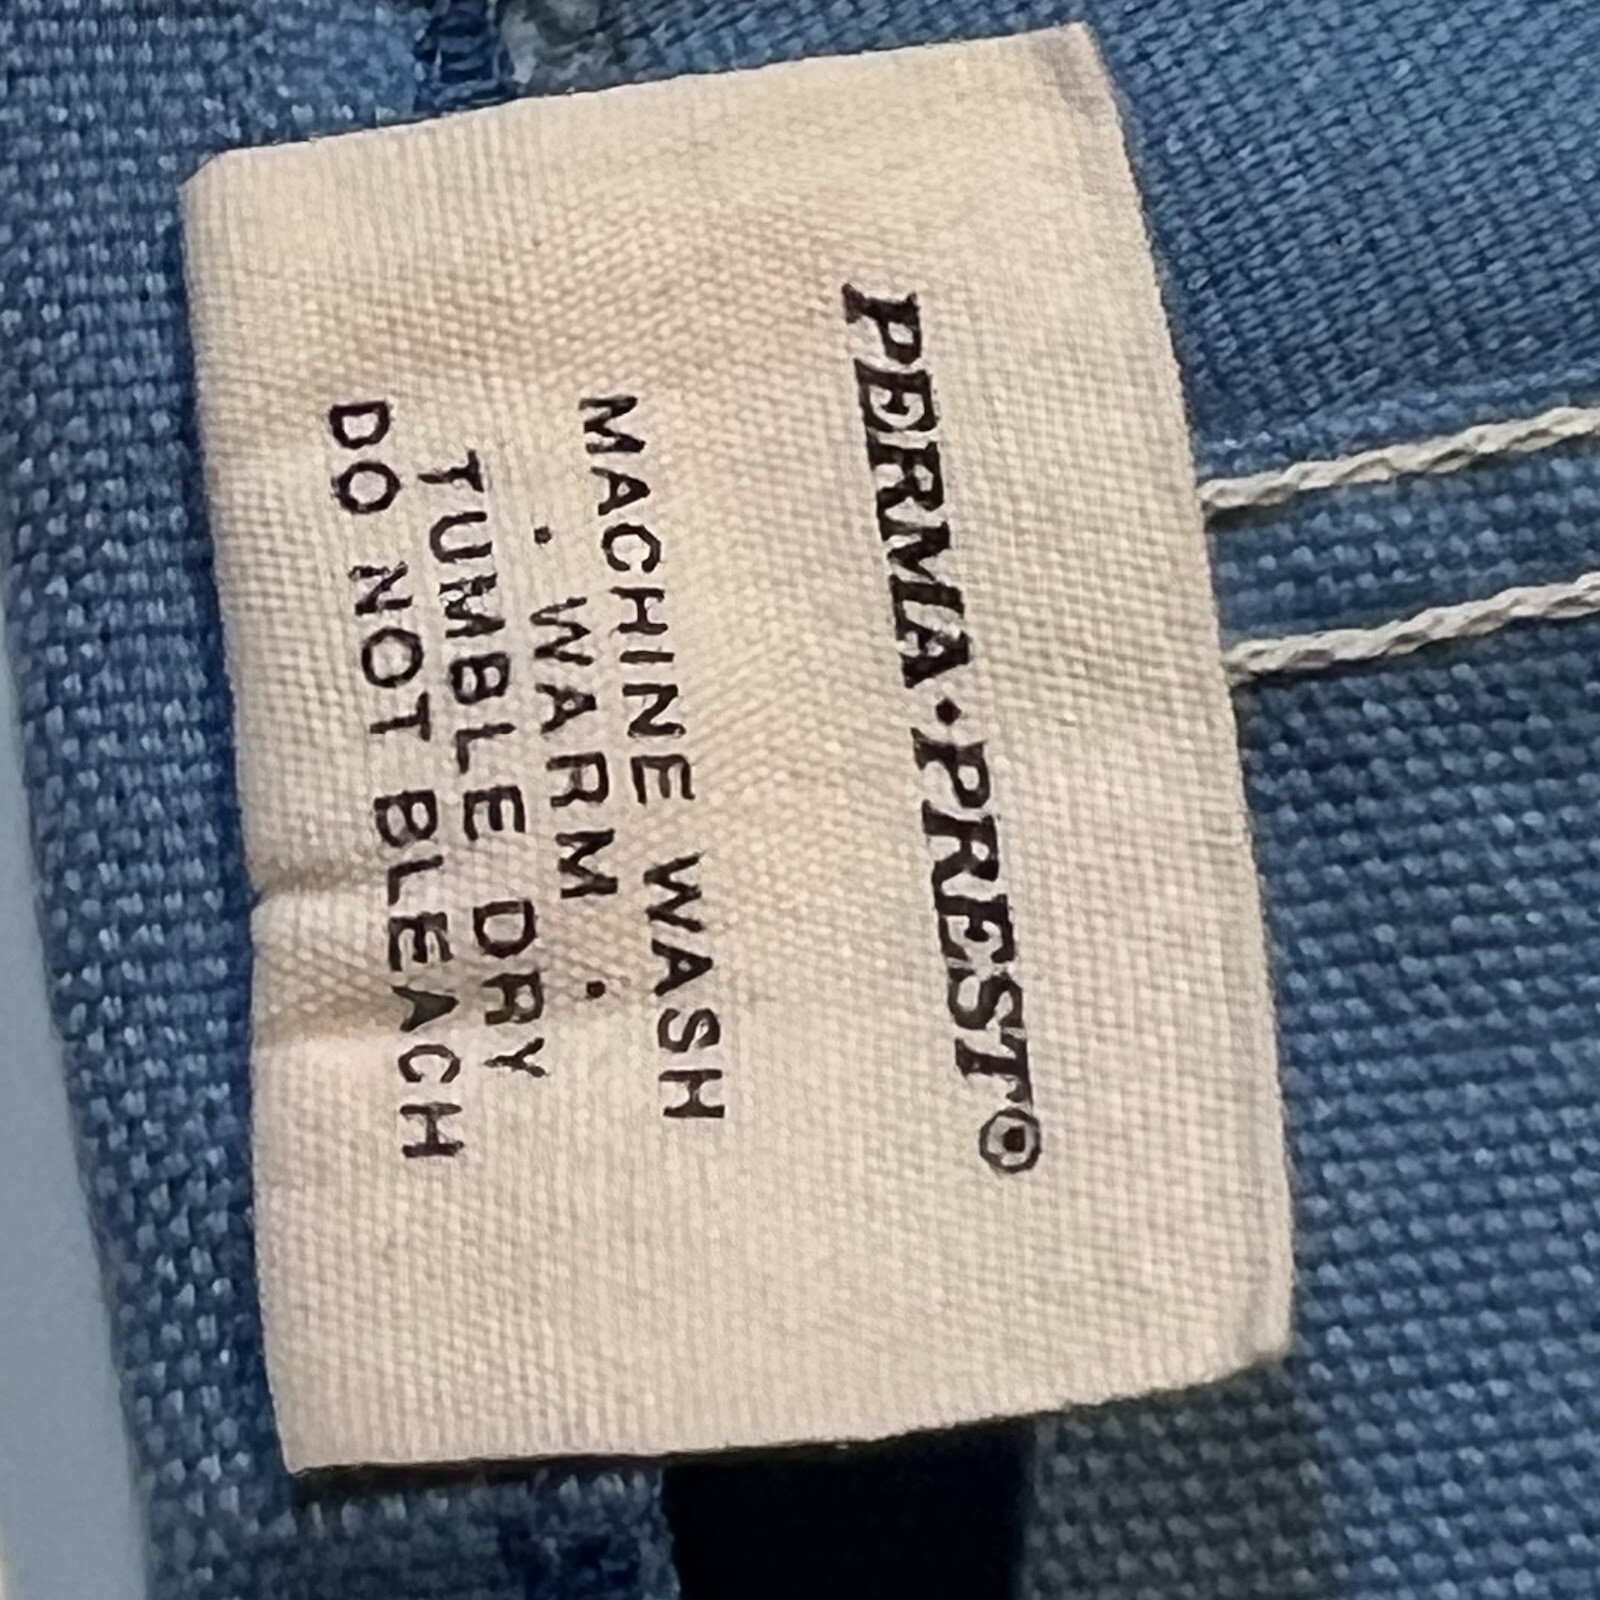 PERMA·PREST®
MACHINE WASH
· WARM ·
TUMBLE DRY
DO NOT BLEACH